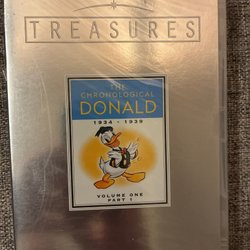 TREASURES
THE
CHRONOLOGICAL
DONALD
1934 - 1939
VOLUME ONE
PART 1